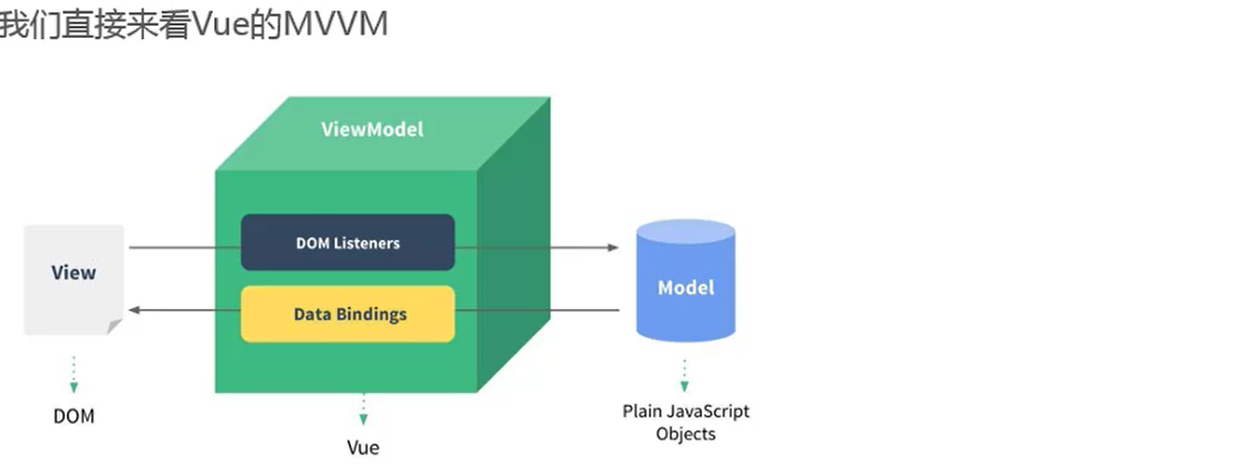 我们直接来看Vue的MVVM
ViewModel
DOM Listeners
View
Data Bindings
Model
DOM
Vue
Plain JavaScript
Objects